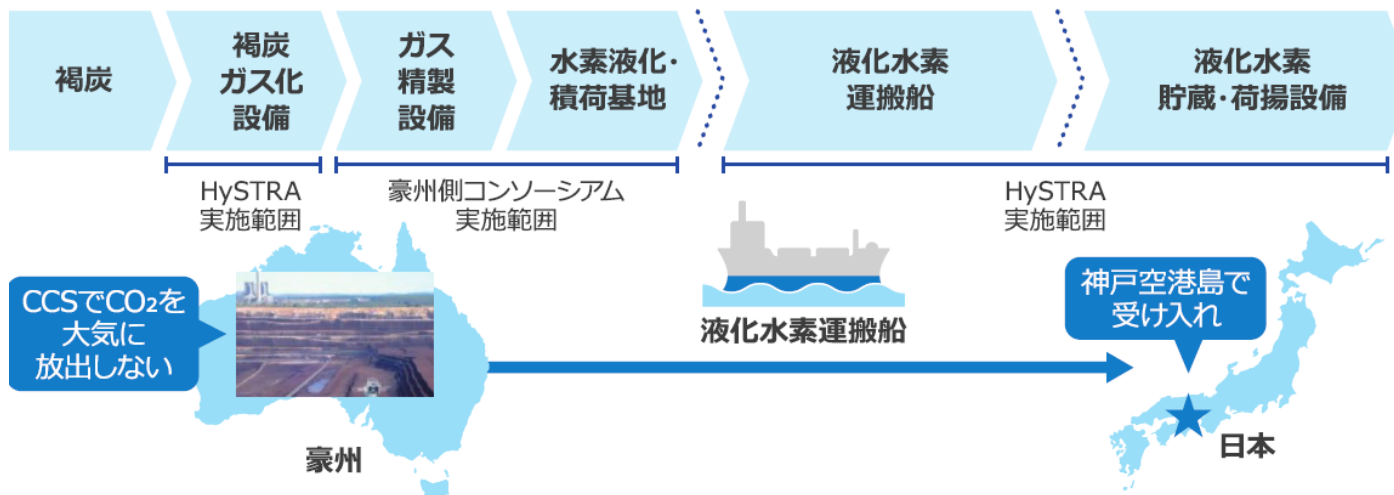 褐炭
褐炭
ガス化
設備
ガス
精製
設備
水素液化・
積荷基地
液化水素
運搬船
液化水素
貯蔵・荷揚設備
HySTRA
実施範囲
豪州側コンソーシアム
実施範囲
HySTRA
実施範囲
CCSでCO₂を
大気に
放出しない
神戸空港島で
受け入れ
液化水素運搬船
豪州
日本